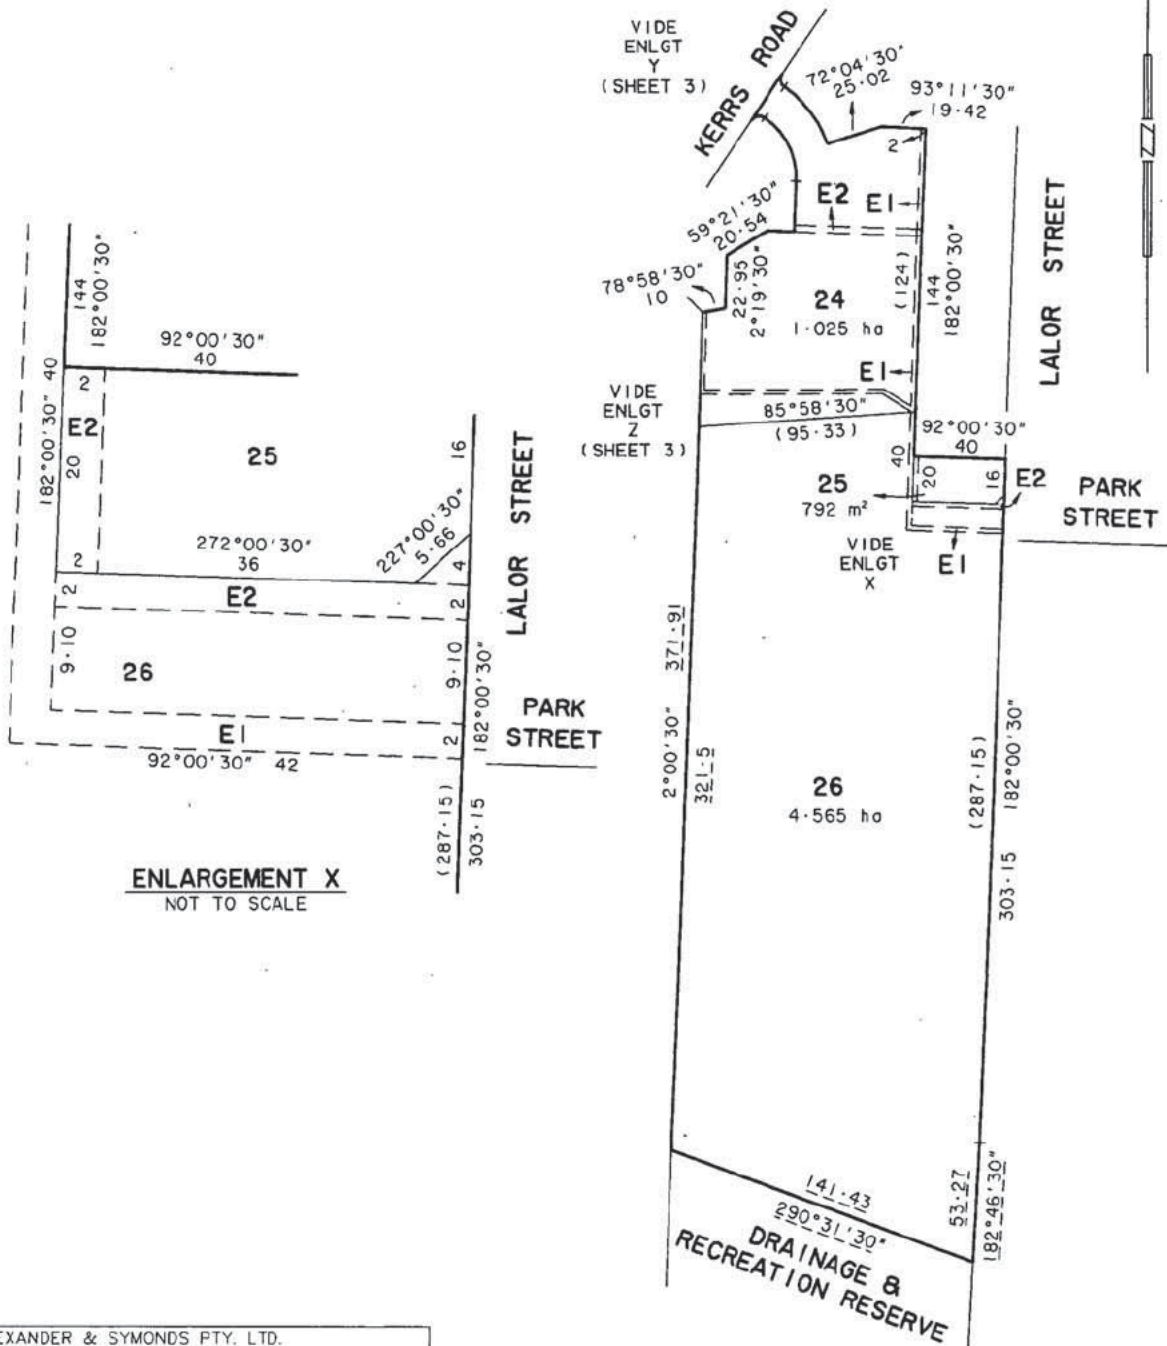 VIDE
ENLGT
Y
(SHEET 3)
KERRS ROAD
72°04'30"
25·02
93°11'30"
19·42
2
E2
E1
59°21'30"
20·54
78°58'30"
10
22·95
2°19'30"
24
1·025 ha
(124)
144
182°00'30"
LALOR STREET
E1
VIDE
ENLGT
Z
(SHEET 3)
85°58'30"
(95·33)
92°00'30"
40
40
20
16
25
792 m²
E2
PARK
STREET
VIDE
ENLGT
X
E1
371·91
2°00'30"
321·5
26
4·565 ha
(287·15)
182°00'30"
303·15
141·43
290°31'30"
53·27
182°46'30"
DRAINAGE &
RECREATION RESERVE
144
182°00'30"
92°00'30"
40
40
182°00'30"
2
E2
20
25
16
LALOR STREET
272°00'30"
36
227°00'30"
5·66
4
2
2
E2
2
9·10
26
9·10
182°00'30"
PARK
STREET
E1
2
92°00'30" 42
(287·15)
303·15
ENLARGEMENT X
NOT TO SCALE
EXANDER & SYMONDS PTY. LTD.